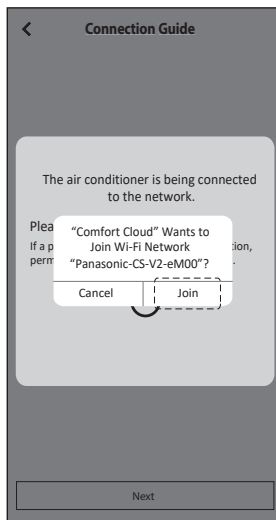 Connection Guide
The air conditioner is being connected
to the network.
Plea
If a p tion,
perm .
“Comfort Cloud” Wants to
Join Wi-Fi Network
“Panasonic-CS-V2-eM00”?
Cancel Join
Next